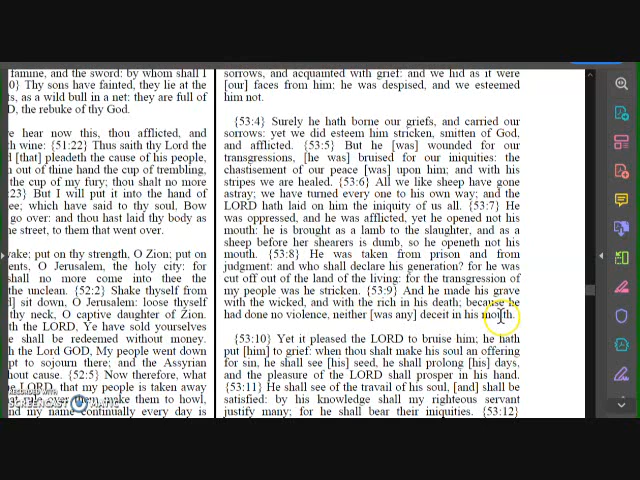 famine, and the sword: by whom shall I
0} Thy sons have fainted, they lie at the
ts, as a wild bull in a net: they are full of
D, the rebuke of thy God.
e hear now this, thou afflicted, and
th wine: {51:22} Thus saith thy Lord the
[that] pleadeth the cause of his people,
n out of thine hand the cup of trembling,
the cup of my fury; thou shalt no more
:23} But I will put it into the hand of
ee; which have said to thy soul, Bow
go over: and thou hast laid thy body as
he street, to them that went over.
wake; put on thy strength, O Zion; put on
ents, O Jerusalem, the holy city: for
hall no more come into thee the
the unclean. {52:2} Shake thyself from
d] sit down, O Jerusalem: loose thyself
thy neck, O captive daughter of Zion.
th the LORD, Ye have sold yourselves
e shall be redeemed without money.
h the Lord GOD, My people went down
pt to sojourn there; and the Assyrian
hout cause. {52:5} Now therefore, what
e LORD, that my people is taken away
rule over them make them to howl,
nd my name continually every day is
sorrows, and acquainted with grief: and we hid as it were
[our] faces from him; he was despised, and we esteemed
him not.
{53:4} Surely he hath borne our griefs, and carried our
sorrows: yet we did esteem him stricken, smitten of God,
and afflicted. {53:5} But he [was] wounded for our
transgressions, [he was] bruised for our iniquities: the
chastisement of our peace [was] upon him; and with his
stripes we are healed. {53:6} All we like sheep have gone
astray; we have turned every one to his own way; and the
LORD hath laid on him the iniquity of us all. {53:7} He
was oppressed, and he was afflicted, yet he opened not his
mouth: he is brought as a lamb to the slaughter, and as a
sheep before her shearers is dumb, so he openeth not his
mouth. {53:8} He was taken from prison and from
judgment: and who shall declare his generation? for he was
cut off out of the land of the living: for the transgression of
my people was he stricken. {53:9} And he made his grave
with the wicked, and with the rich in his death; because he
had done no violence, neither [was any] deceit in his mouth.
{53:10} Yet it pleased the LORD to bruise him; he hath
put [him] to grief: when thou shalt make his soul an offering
for sin, he shall see [his] seed, he shall prolong [his] days,
and the pleasure of the LORD shall prosper in his hand.
{53:11} He shall see of the travail of his soul, [and] shall be
satisfied: by his knowledge shall my righteous servant
justify many; for he shall bear their iniquities. {53:12}
RECORDED WITH
SCREENCAST MATIC